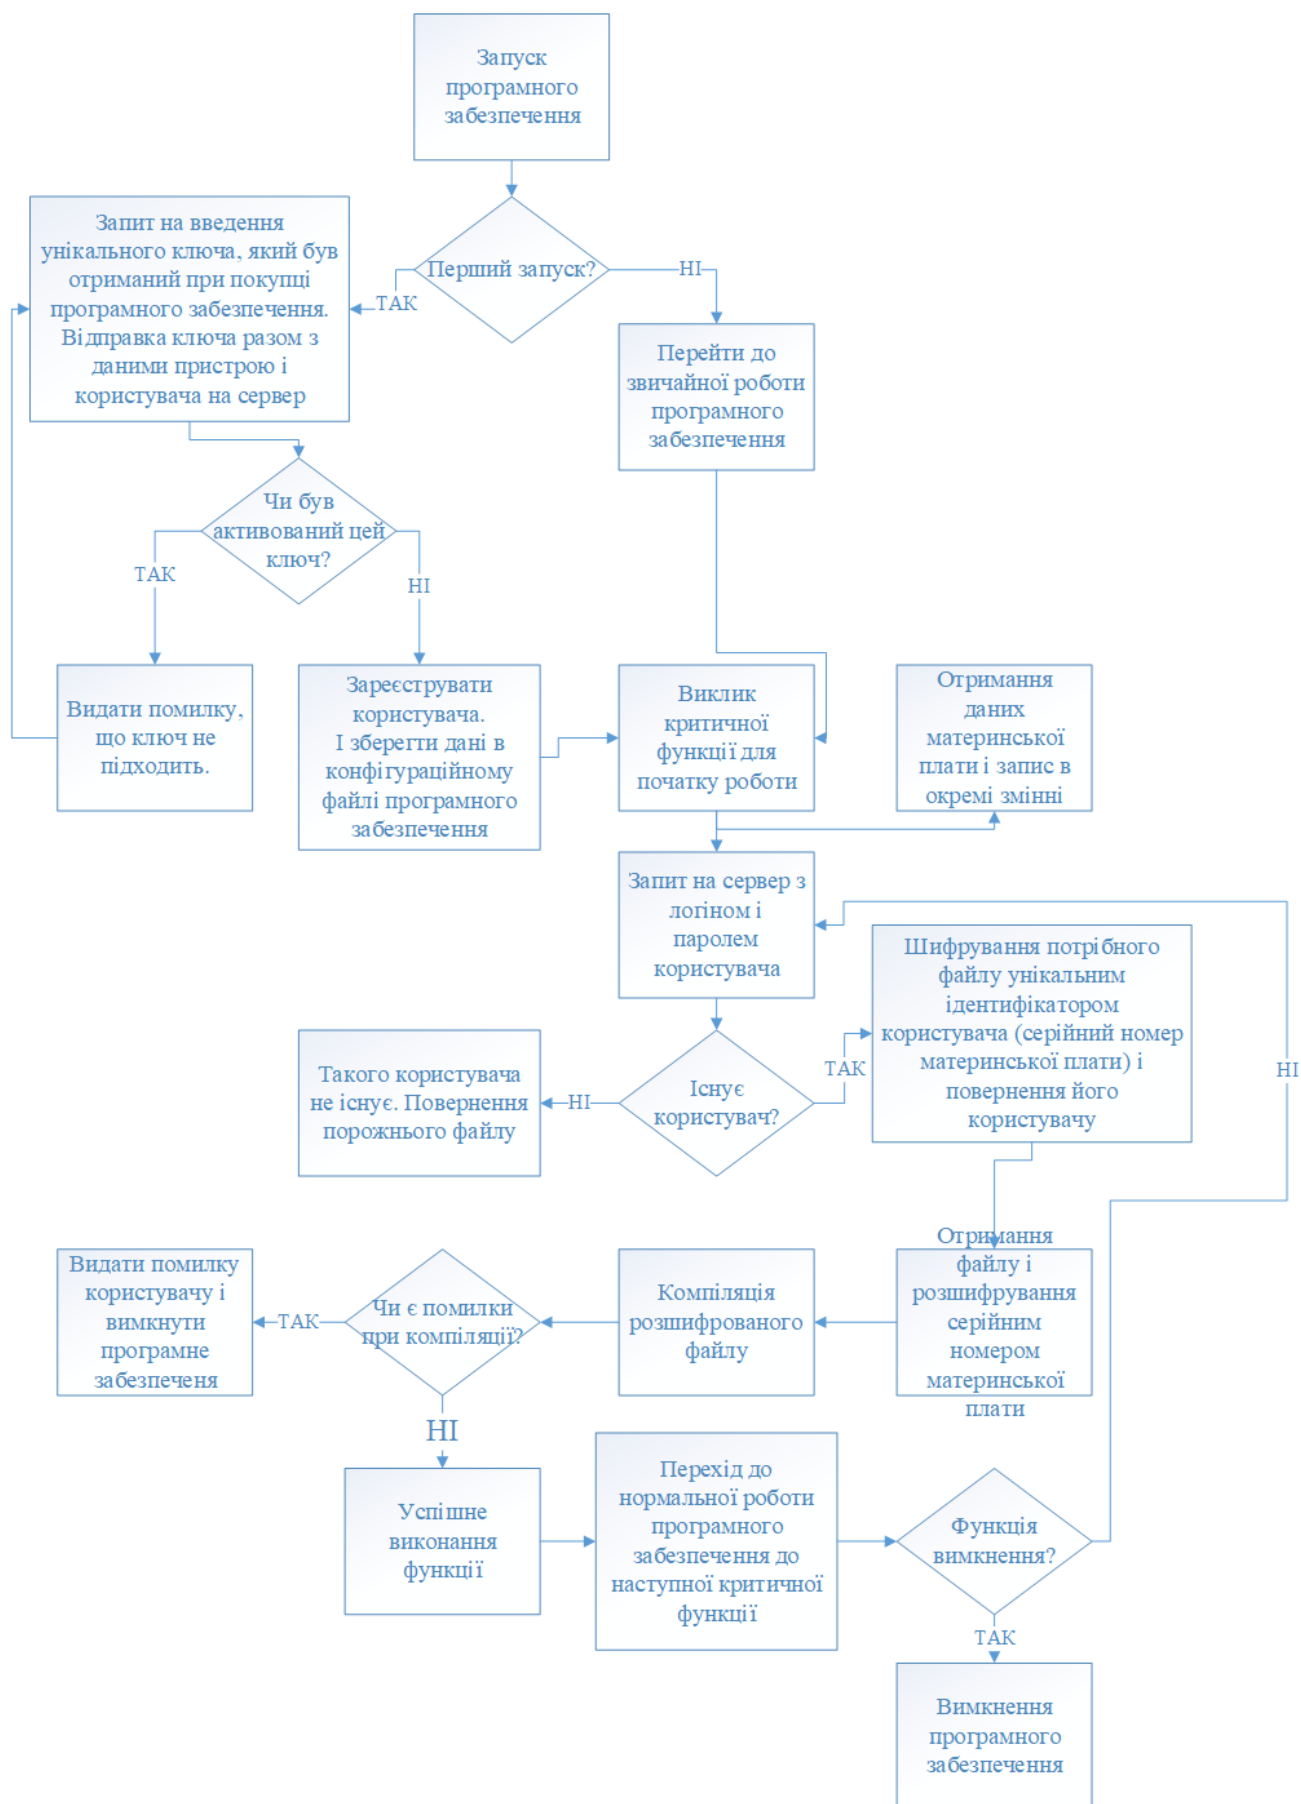 Запуск
програмного
забезпечення
Перший запуск?
ТАК
НІ
Запит на введення
унікального ключа, який був
отриманий при покупці
програмного забезпечення.
Відправка ключа разом з
даними пристрою і
користувача на сервер
Перейти до
звичайної роботи
програмного
забезпечення
Чи був
активований цей
ключ?
ТАК
НІ
Видати помилку,
що ключ не
підходить.
Зареєструвати
користувача.
І зберегти дані в
конфігураційному
файлі програмного
забезпечення
Виклик
критичної
функції для
початку роботи
Отримання
даних
материнської
плати і запис в
окремі змінні
Запит на сервер з
логіном і
паролем
користувача
Шифрування потрібного
файлу унікальним
ідентифікатором
користувача (серійний номер
материнської плати) і
повернення його
користувачу
Такого користувача
не існує. Повернення
порожнього файлу
НІ
Існує
користувач?
ТАК
НІ
Видати помилку
користувачу і
вимкнути
програмне
забезпеченя
ТАК
Чи є помилки
при компіляції?
Компіляція
розшифрованого
файлу
Отримання
файлу і
розшифрування
серійним
номером
материнської
плати
НІ
Успішне
виконання
функції
Перехід до
нормальної роботи
програмного
забезпечення до
наступної критичної
функції
Функція
вимкнення?
ТАК
Вимкнення
програмного
забезпечення